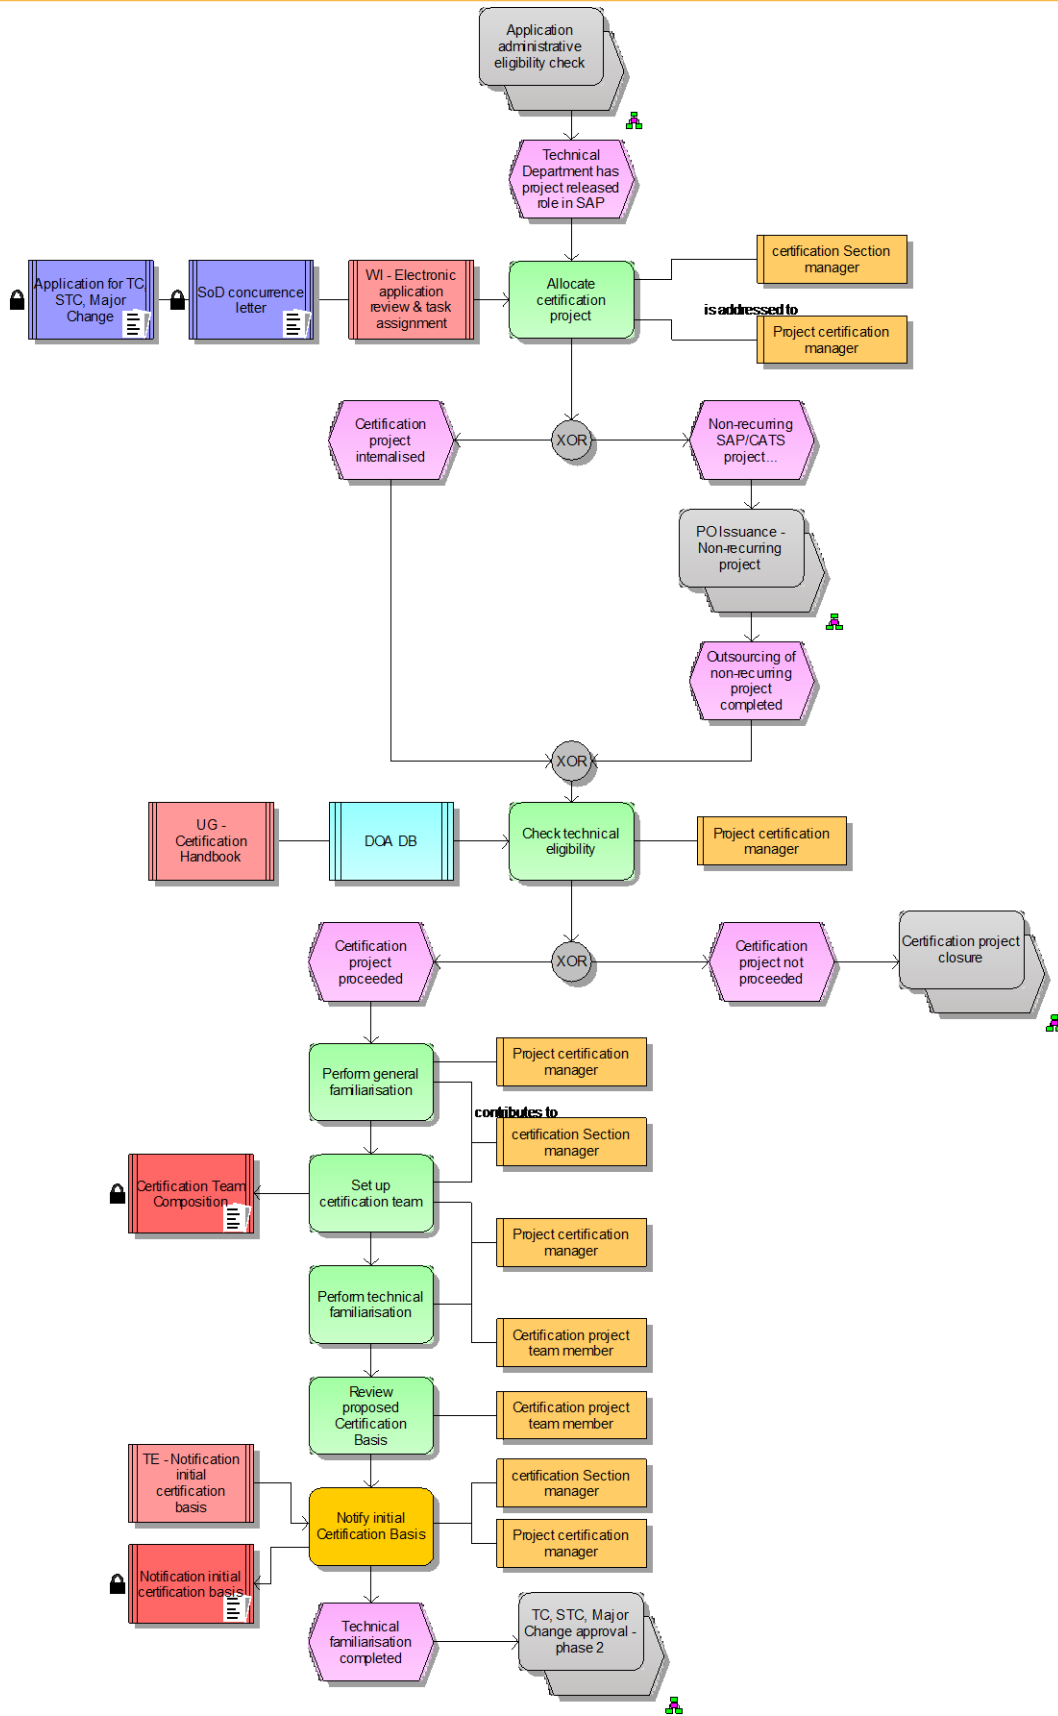 Application
administrative
eligibility check
Technical
Department has
project released
role in SAP
Application for TC,
STC, Major
Change
SoD concurrence
letter
WI - Electronic
application
review & task
assignment
Allocate
certification
project
certification Section
manager
is addressed to
Project certification
manager
Certification
project
internalised
XOR
Non-recurring
SAP/CATS
project...
PO Issuance -
Non-recurring
project
Outsourcing of
non-recurring
project
completed
XOR
UG -
Certification
Handbook
DOA DB
Check technical
eligibility
Project certification
manager
Certification
project
proceeded
XOR
Certification
project not
proceeded
Certification project
closure
Perform general
familiarisation
Project certification
manager
contributes to
certification Section
manager
Certification Team
Composition
Set up
certification team
Project certification
manager
Perform technical
familiarisation
Certification project
team member
Review
proposed
Certification
Basis
Certification project
team member
TE - Notification
initial
certification
basis
Notify initial
Certification Basis
certification Section
manager
Project certification
manager
Notification initial
certification basis
Technical
familiarisation
completed
TC, STC, Major
Change approval -
phase 2